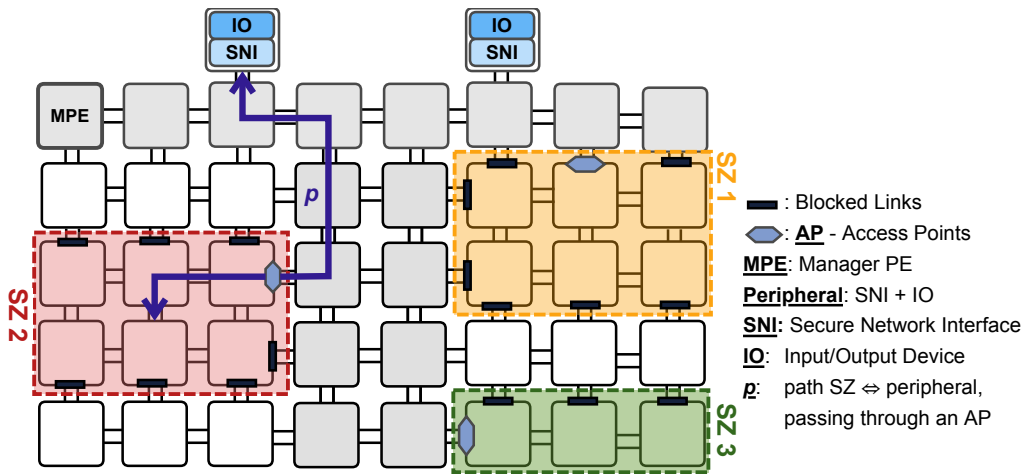 IO
SNI
IO
SNI
MPE
p
SZ 1
SZ 2
SZ 3
: Blocked Links
: AP - Access Points
MPE: Manager PE
Peripheral: SNI + IO
SNI: Secure Network Interface
IO: Input/Output Device
p: path SZ ⇔ peripheral,
passing through an AP